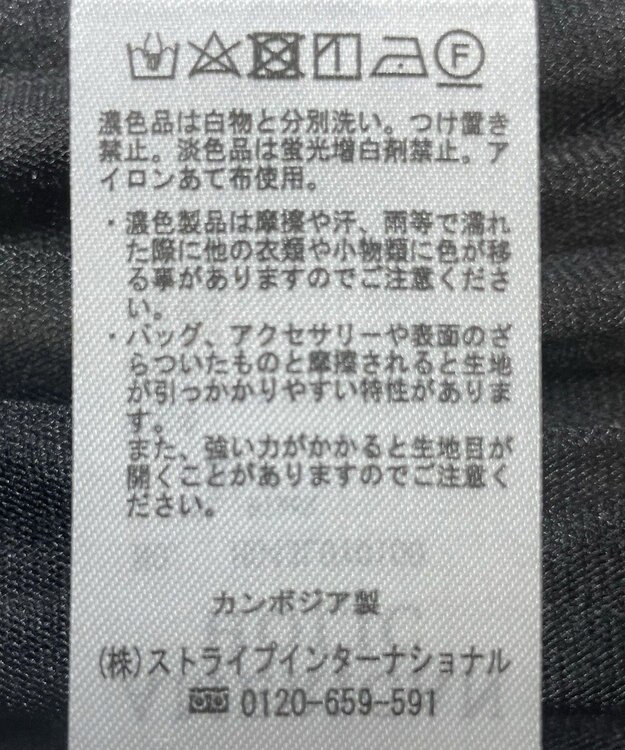 F
濃色品は白物と分別洗い。つけ置き
禁止。淡色品は蛍光増白剤禁止。ア
イロンあて布使用。
・濃色製品は摩擦や汗、雨等で濡れ
た際に他の衣類や小物類に色が移
る事がありますのでご注意くださ
い。
・バッグ、アクセサリーや表面のざ
らついたものと摩擦されると生地
が引っかかりやすい特性がありま
す。
また、強い力がかかると生地目が
開くことがありますのでご注意く
ださい。
カンボジア製
(株)ストライプインターナショナル
0120-659-591